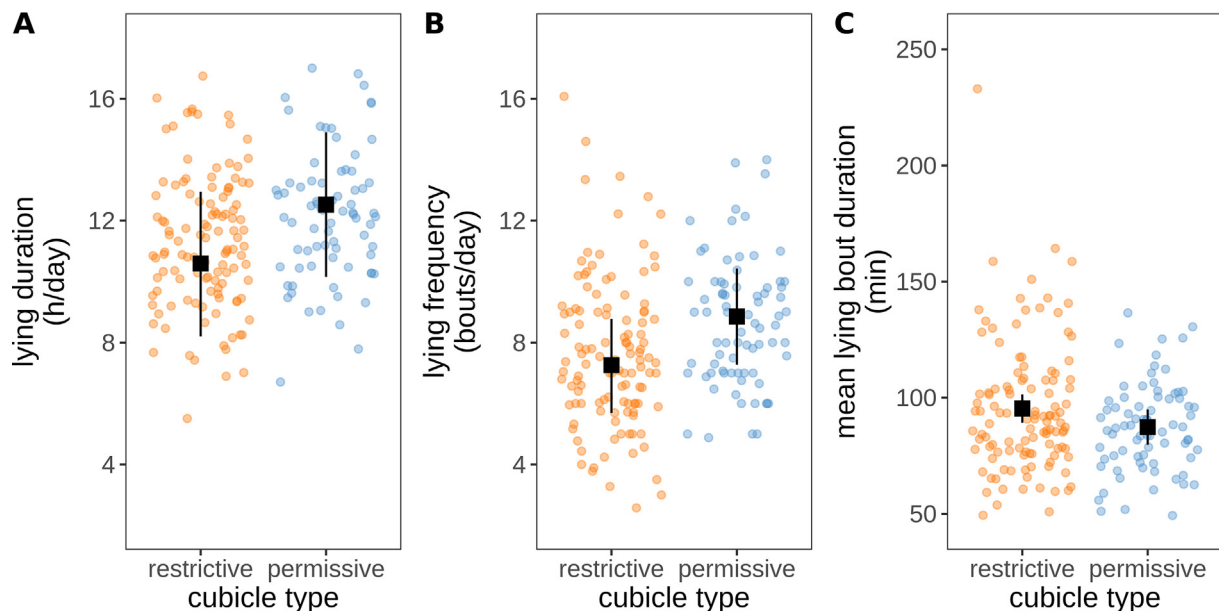 A
lying duration
(h/day)
16
12
8
4
restrictive permissive
cubicle type
B
lying frequency
(bouts/day)
16
12
8
4
restrictive permissive
cubicle type
C
mean lying bout duration
(min)
250
200
150
100
50
restrictive permissive
cubicle type